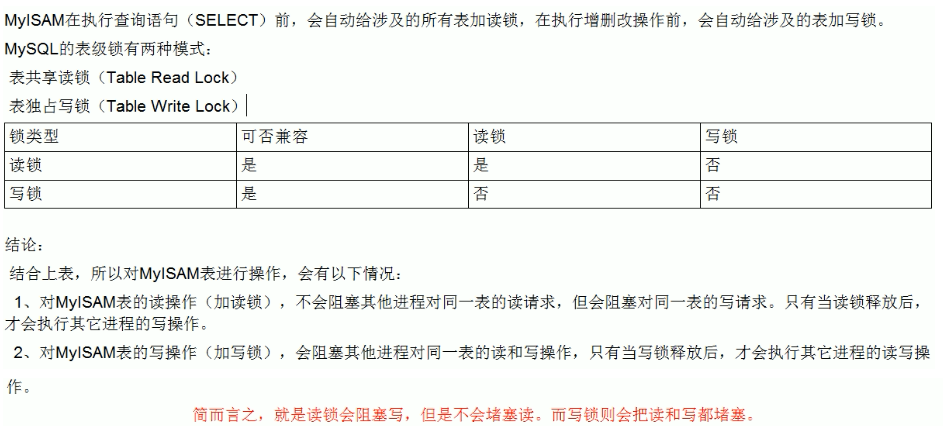 MyISAM在执行查询语句（SELECT）前，会自动给涉及的所有表加读锁，在执行增删改操作前，会自动给涉及的表加写锁。
MySQL的表级锁有两种模式：
表共享读锁（Table Read Lock）
表独占写锁（Table Write Lock）
锁类型 可否兼容 读锁 写锁
读锁 是 是 否
写锁 是 否 否
结论：
结合上表，所以对MyISAM表进行操作，会有以下情况：
1、对MyISAM表的读操作（加读锁），不会阻塞其他进程对同一表的读请求，但会阻塞对同一表的写请求。只有当读锁释放后，
才会执行其它进程的写操作。
2、对MyISAM表的写操作（加写锁），会阻塞其他进程对同一表的读和写操作，只有当写锁释放后，才会执行其它进程的读写操
作。
简而言之，就是读锁会阻塞写，但是不会堵塞读。而写锁则会把读和写都堵塞。